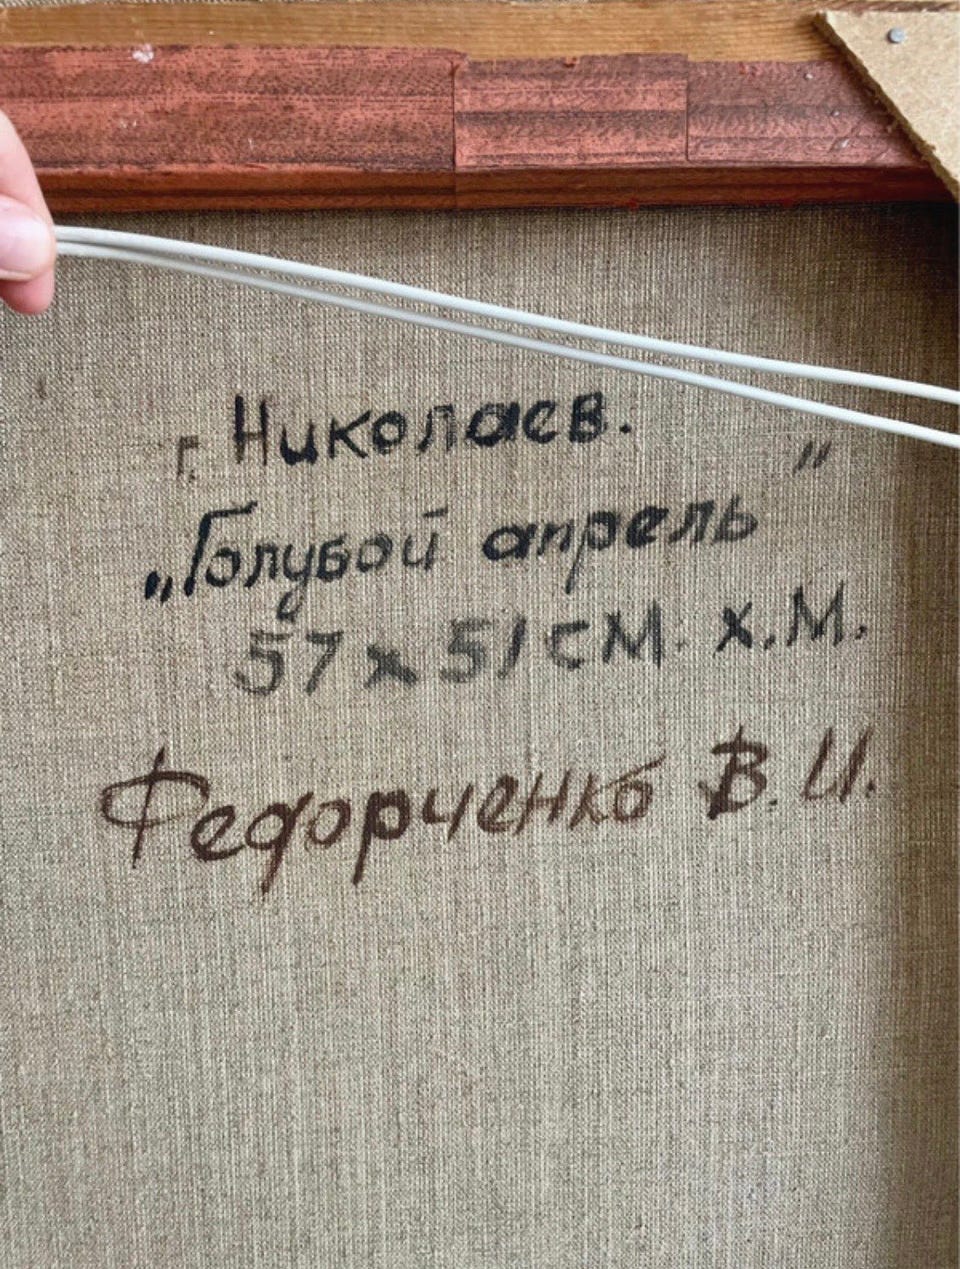 г. Николаев.
„Голубой апрель"
57 х 51 см. х.м.
Федорченко В. И.